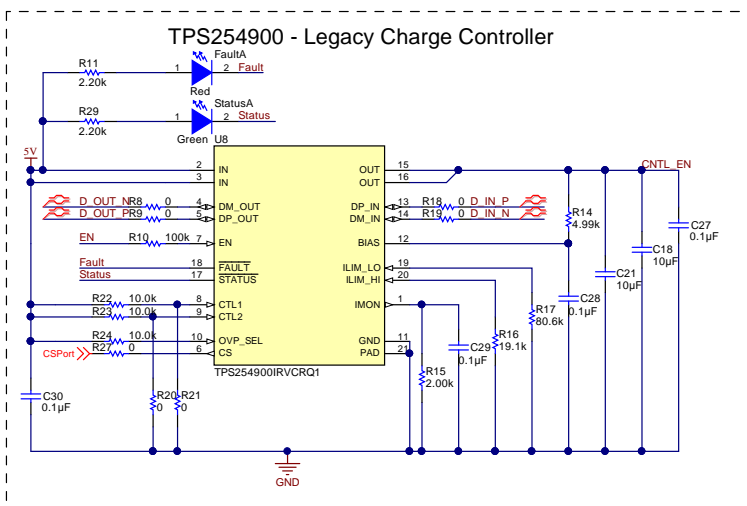 TPS254900 - Legacy Charge Controller
R11
2.20k
1
FaultA
2
Fault
Red
R29
2.20k
1
StatusA
2
Status
Green
U8
5V
2
IN
3
IN
OUT
15
OUT
16
CNTL_EN
D_OUT_N
R8
0
4
DM_OUT
D_OUT_P
R9
0
5
DP_OUT
DP_IN
13
R18
0
D_IN_P
DM_IN
14
R19
0
D_IN_N
EN
R10
100k
7
EN
BIAS
12
R14
4.99k
C27
0.1µF
Fault
18
FAULT
Status
17
STATUS
ILIM_LO
19
ILIM_HI
20
C18
10µF
C21
10µF
C28
0.1µF
R22
10.0k
8
CTL1
R23
10.0k
9
CTL2
IMON
1
R17
80.6k
R24
10.0k
10
OVP_SEL
CSPort
R27
0
6
CS
GND
11
PAD
21
R16
19.1k
C29
0.1µF
R15
2.00k
TPS254900IRVCRQ1
C30
0.1µF
R20
0
R21
0
GND